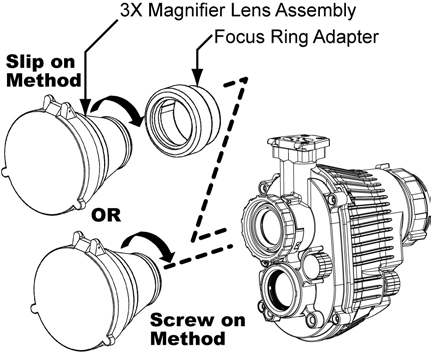 3X Magnifier Lens Assembly
Focus Ring Adapter
Slip on
Method
OR
Screw on
Method